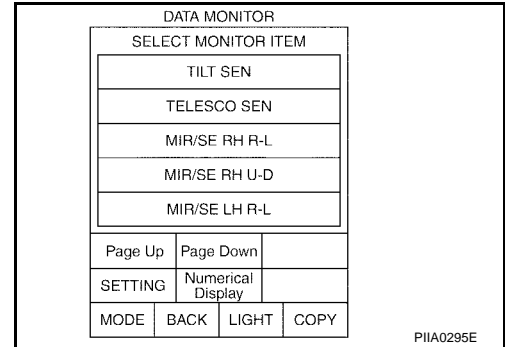 DATA MONITOR
SELECT MONITOR ITEM
TILT SEN
TELESCO SEN
MIR/SE RH R-L
MIR/SE RH U-D
MIR/SE LH R-L
Page Up Page Down
SETTING Numerical Display
MODE BACK LIGHT COPY
PIIA0295E